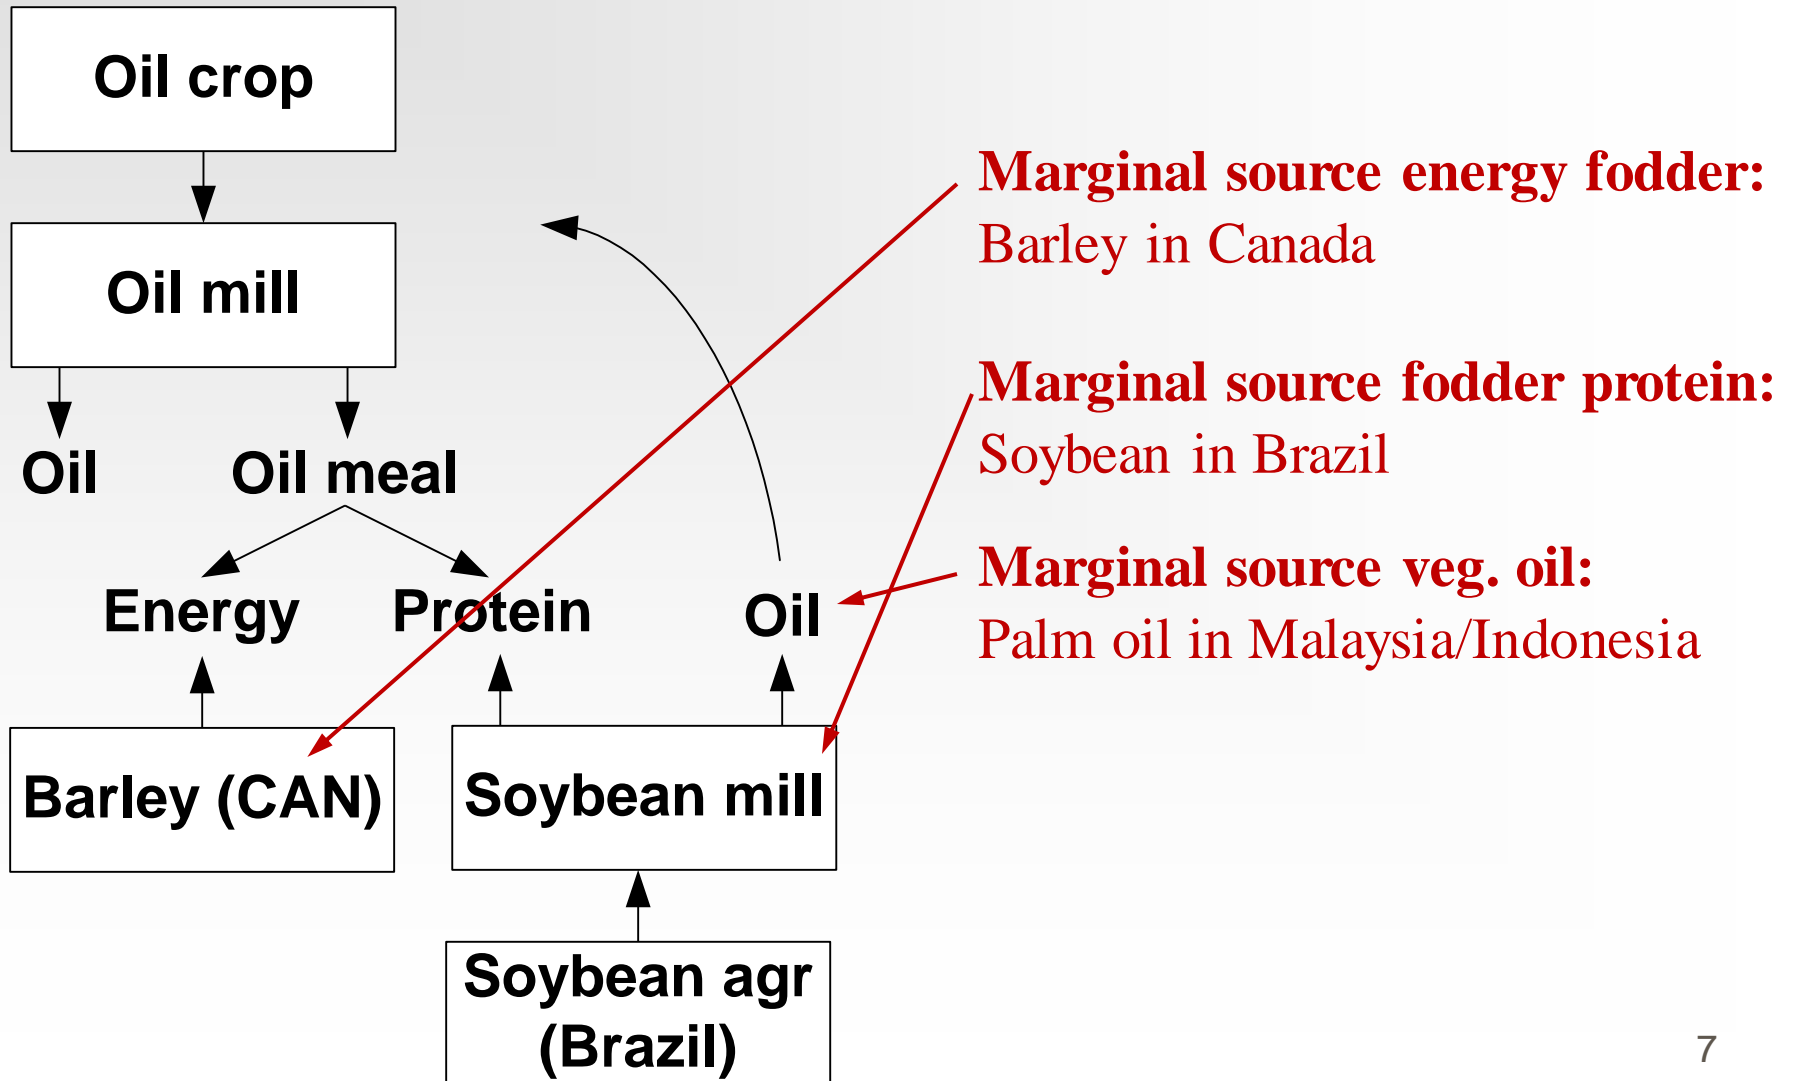 Oil crop
Oil mill
Oil
Oil meal
Energy
Protein
Oil
Barley (CAN)
Soybean mill
Soybean agr
(Brazil)
Marginal source energy fodder:
Barley in Canada
Marginal source fodder protein:
Soybean in Brazil
Marginal source veg. oil:
Palm oil in Malaysia/Indonesia
7